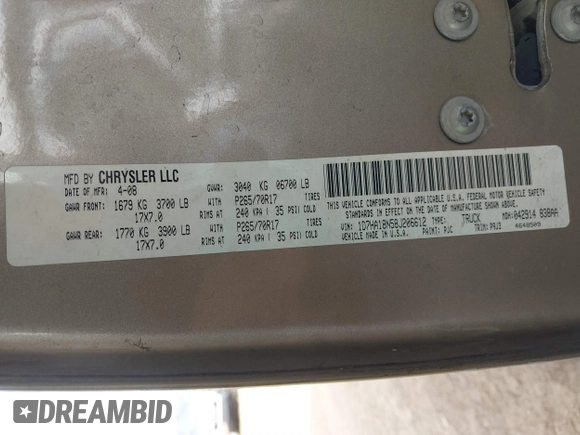 MFD BY CHRYSLER LLC
DATE OF MFR: 4-08 GVWR: 3040 KG 06700 LB
GAWR FRONT: 1679 KG 3700 LB WITH P265/70R17 TIRES
17X7.0 RIMS AT 240 KPA ( 35 PSI) COLD
GAWR REAR: 1770 KG 3900 LB WITH P265/70R17 TIRES
17X7.0 RIMS AT 240 KPA ( 35 PSI) COLD
THIS VEHICLE CONFORMS TO ALL APPLICABLE U.S.A. FEDERAL MOTOR VEHICLE SAFETY
STANDARDS IN EFFECT ON THE DATE OF MANUFACTURE SHOWN ABOVE.
VIN: 1D7HA18N58J206612 TYPE: TRUCK MDH: 042914 838AA
PAINT: PJC TRIM: P9J3
DREAMBID